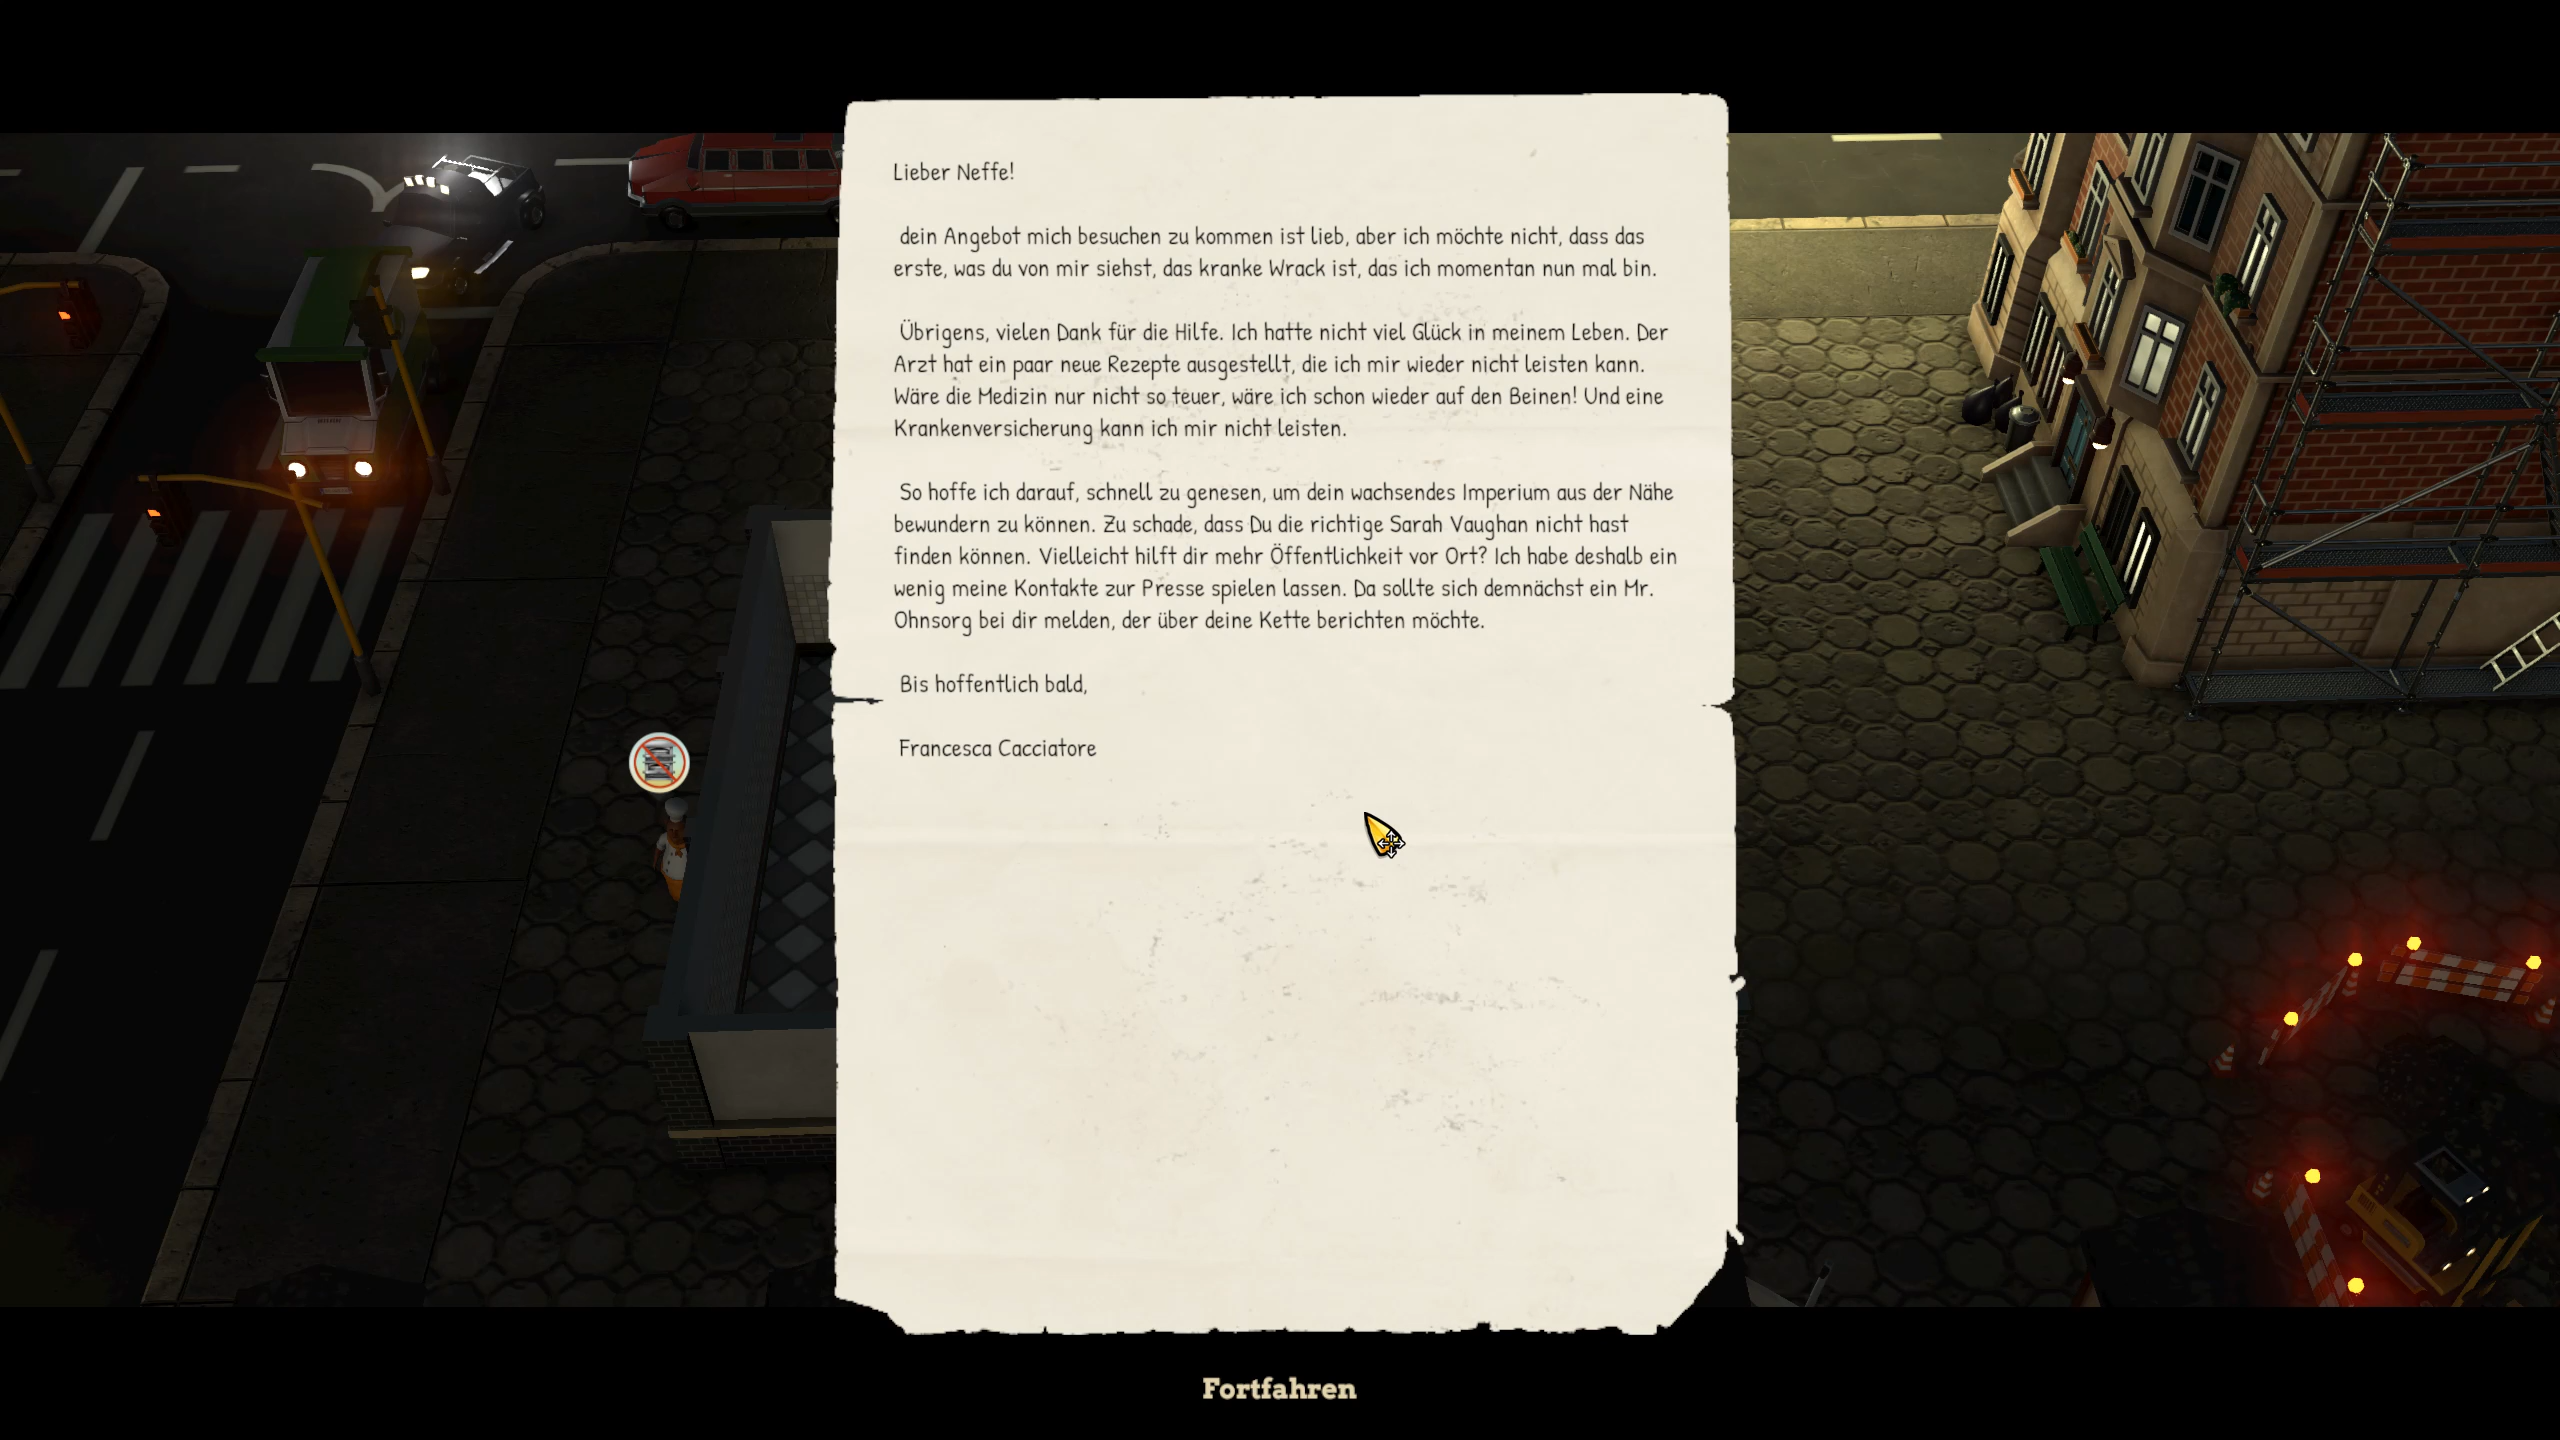 Lieber Neffe!
dein Angebot mich besuchen zu kommen ist lieb, aber ich möchte nicht, dass das
erste, was du von mir siehst, das kranke Wrack ist, das ich momentan nun mal bin.
Übrigens, vielen Dank für die Hilfe. Ich hatte nicht viel Glück in meinem Leben. Der
Arzt hat ein paar neue Rezepte ausgestellt, die ich mir wieder nicht leisten kann.
Wäre die Medizin nur nicht so teuer, wäre ich schon wieder auf den Beinen! Und eine
Krankenversicherung kann ich mir nicht leisten.
So hoffe ich darauf, schnell zu genesen, um dein wachsendes Imperium aus der Nähe
bewundern zu können. Zu schade, dass Du die richtige Sarah Vaughan nicht hast
finden können. Vielleicht hilft dir mehr Öffentlichkeit vor Ort? Ich habe deshalb ein
wenig meine Kontakte zur Presse spielen lassen. Da sollte sich demnächst ein Mr.
Ohnsorg bei dir melden, der über deine Kette berichten möchte.
Bis hoffentlich bald,
Francesca Cacciatore
Fortfahren